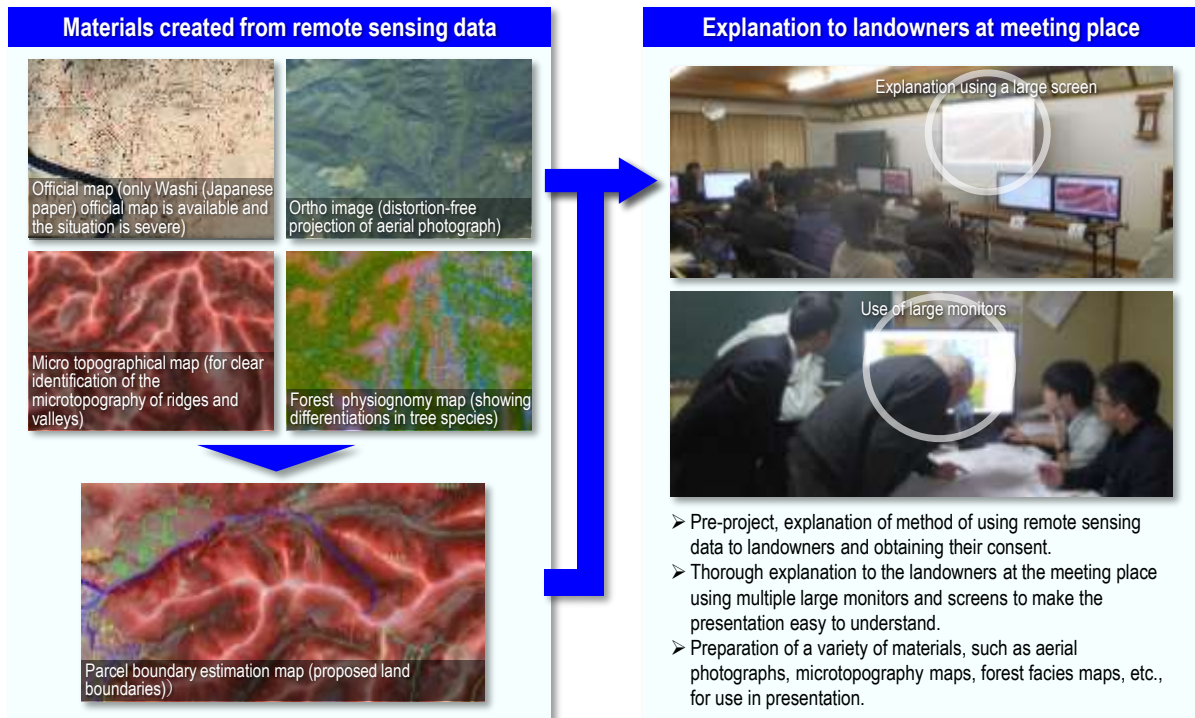 Materials created from remote sensing data
Official map (only Washi (Japanese
paper) official map is available and
the situation is severe)
Ortho image (distortion-free
projection of aerial photograph)
Micro topographical map (for clear
identification of the
microtopography of ridges and
valleys)
Forest physiognomy map (showing
differentiations in tree species)
Parcel boundary estimation map (proposed land
boundaries))
Explanation to landowners at meeting place
Explanation using a large screen
Use of large monitors
➢ Pre-project, explanation of method of using remote sensing
data to landowners and obtaining their consent.
➢ Thorough explanation to the landowners at the meeting place
using multiple large monitors and screens to make the
presentation easy to understand.
➢ Preparation of a variety of materials, such as aerial
photographs, microtopography maps, forest facies maps, etc.,
for use in presentation.